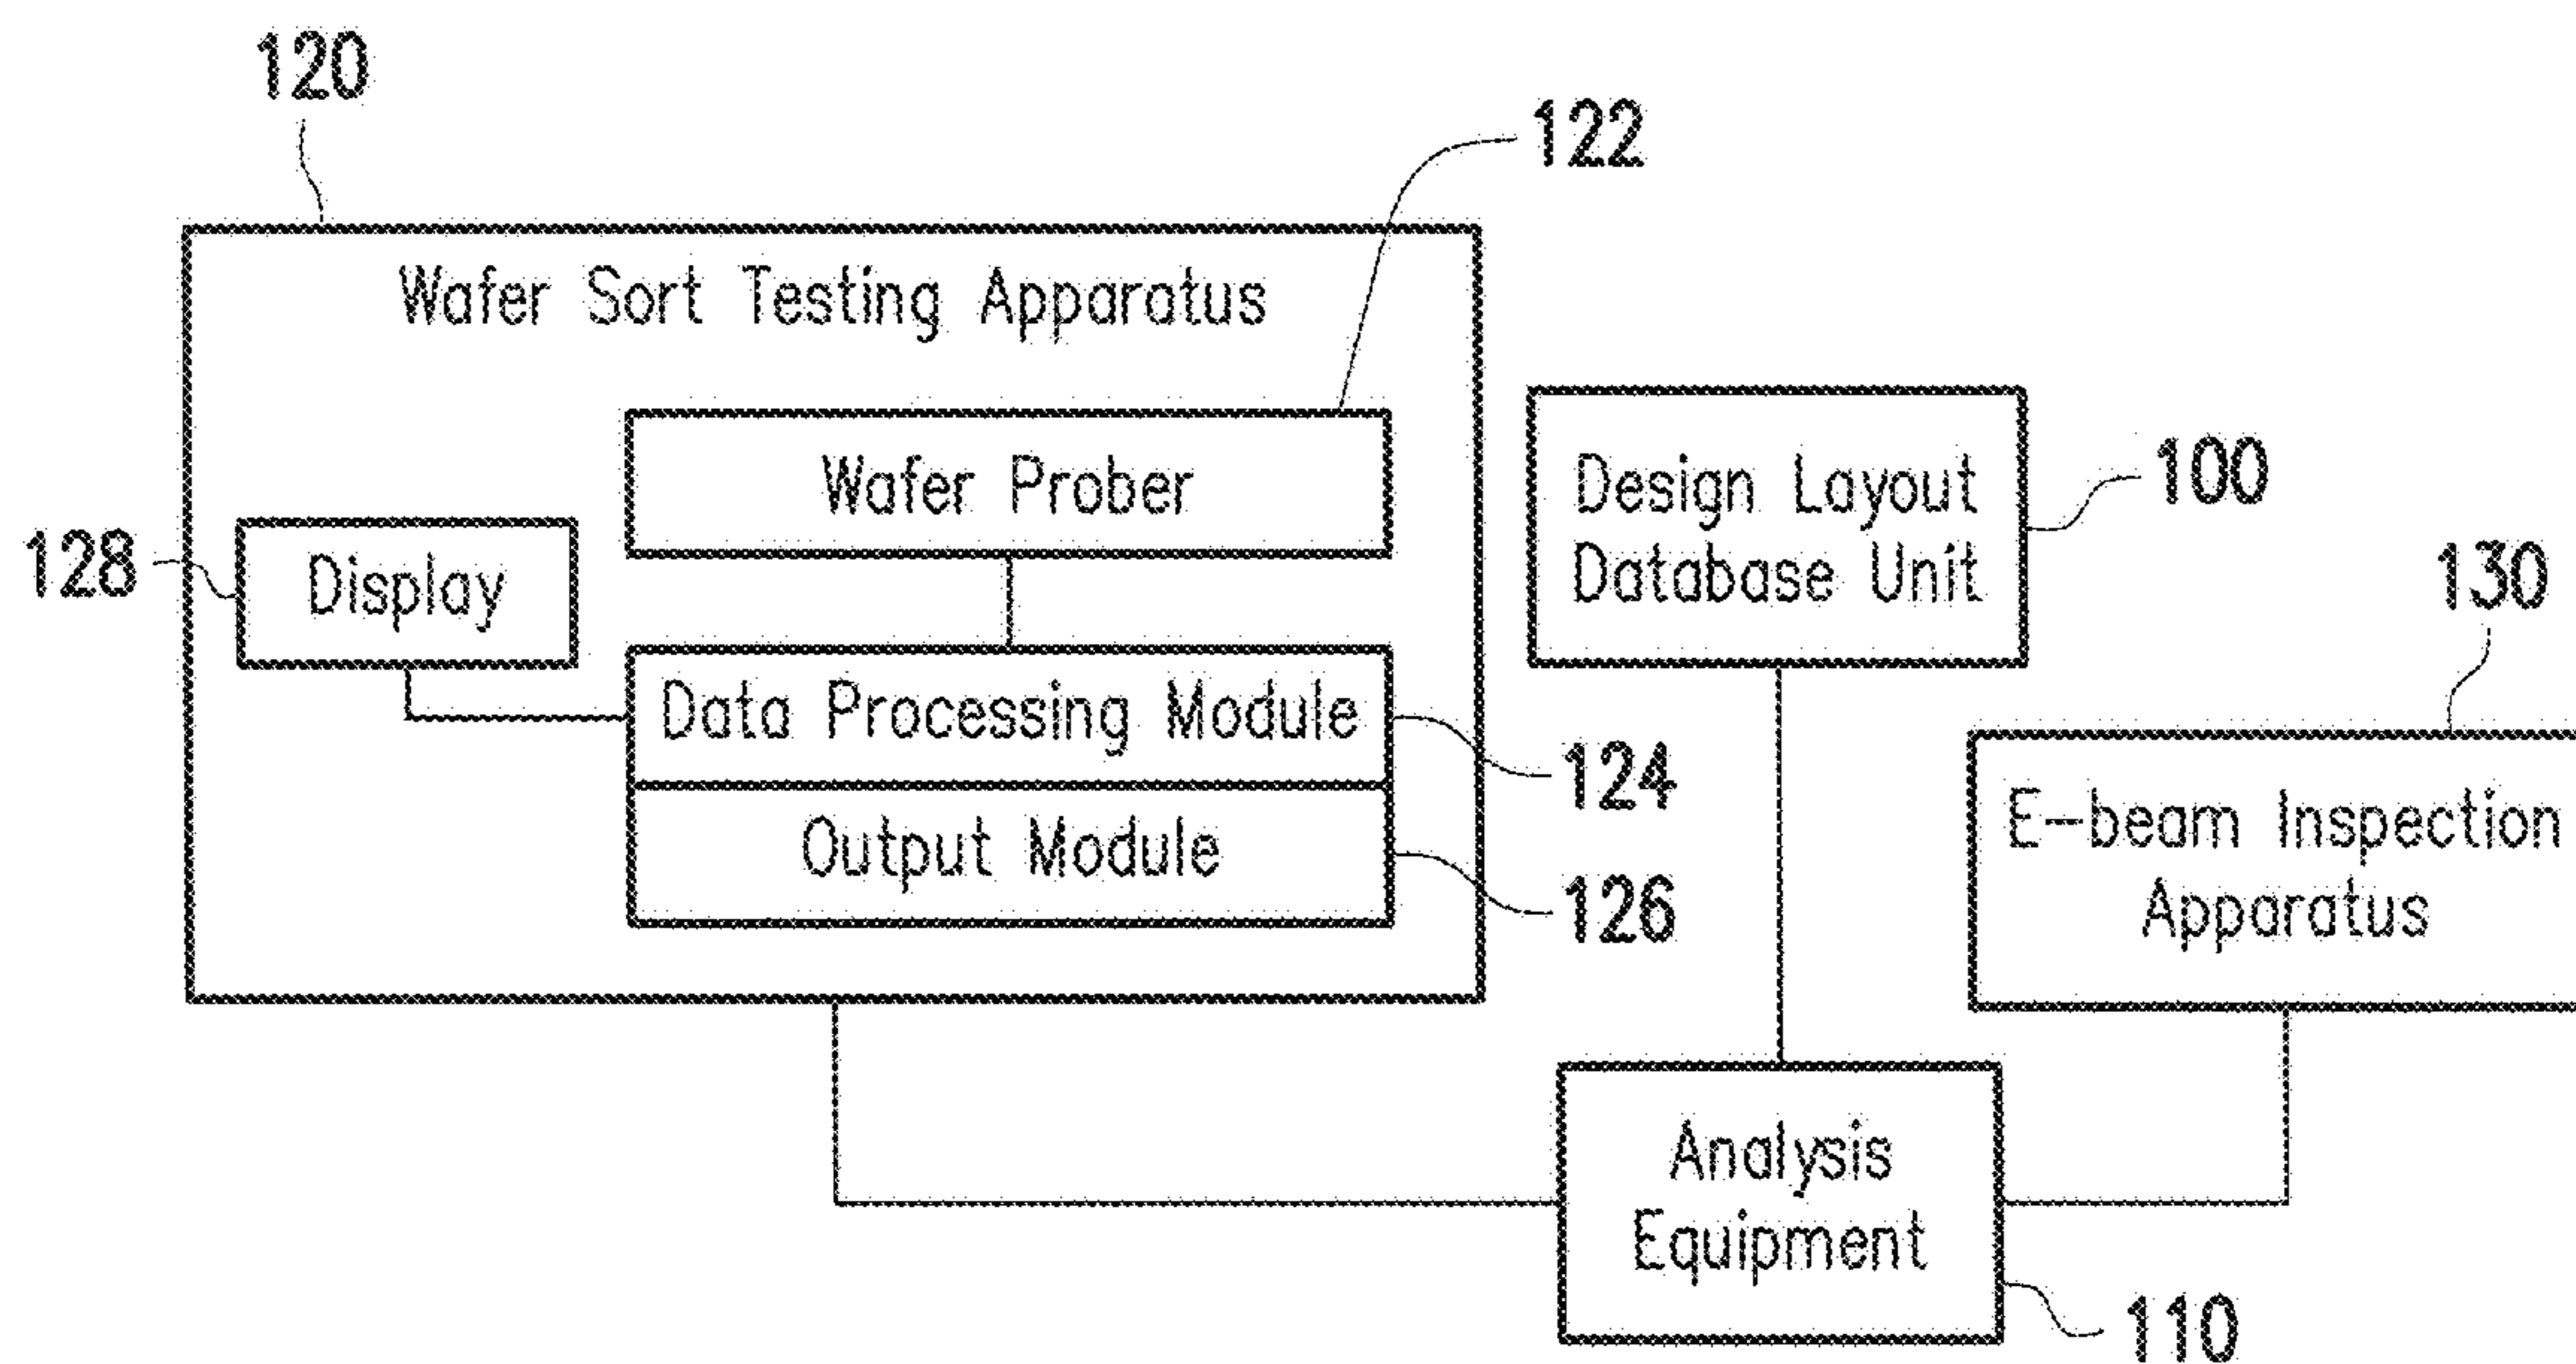 120
122
Wafer Sort Testing Apparatus
Wafer Prober
Design Layout
Database Unit
100
128
Display
130
Data Processing Module
124
E-beam Inspection
Apparatus
Output Module
126
Analysis
Equipment
110